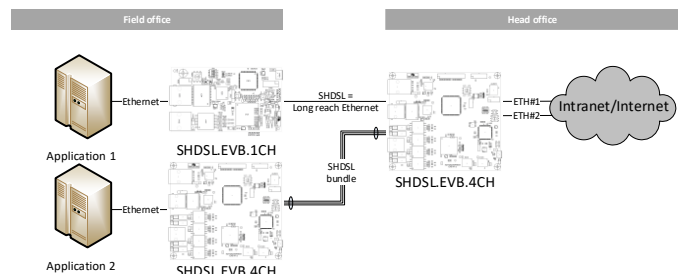 Field office
Head office
Ethernet
SHDSL =
Long reach Ethernet
ETH#1
ETH#2
Intranet/Internet
Application 1
SHDSL.EVB.1CH
SHDSL
bundle
SHDSL.EVB.4CH
Ethernet
Application 2
SHDSL.EVB.4CH